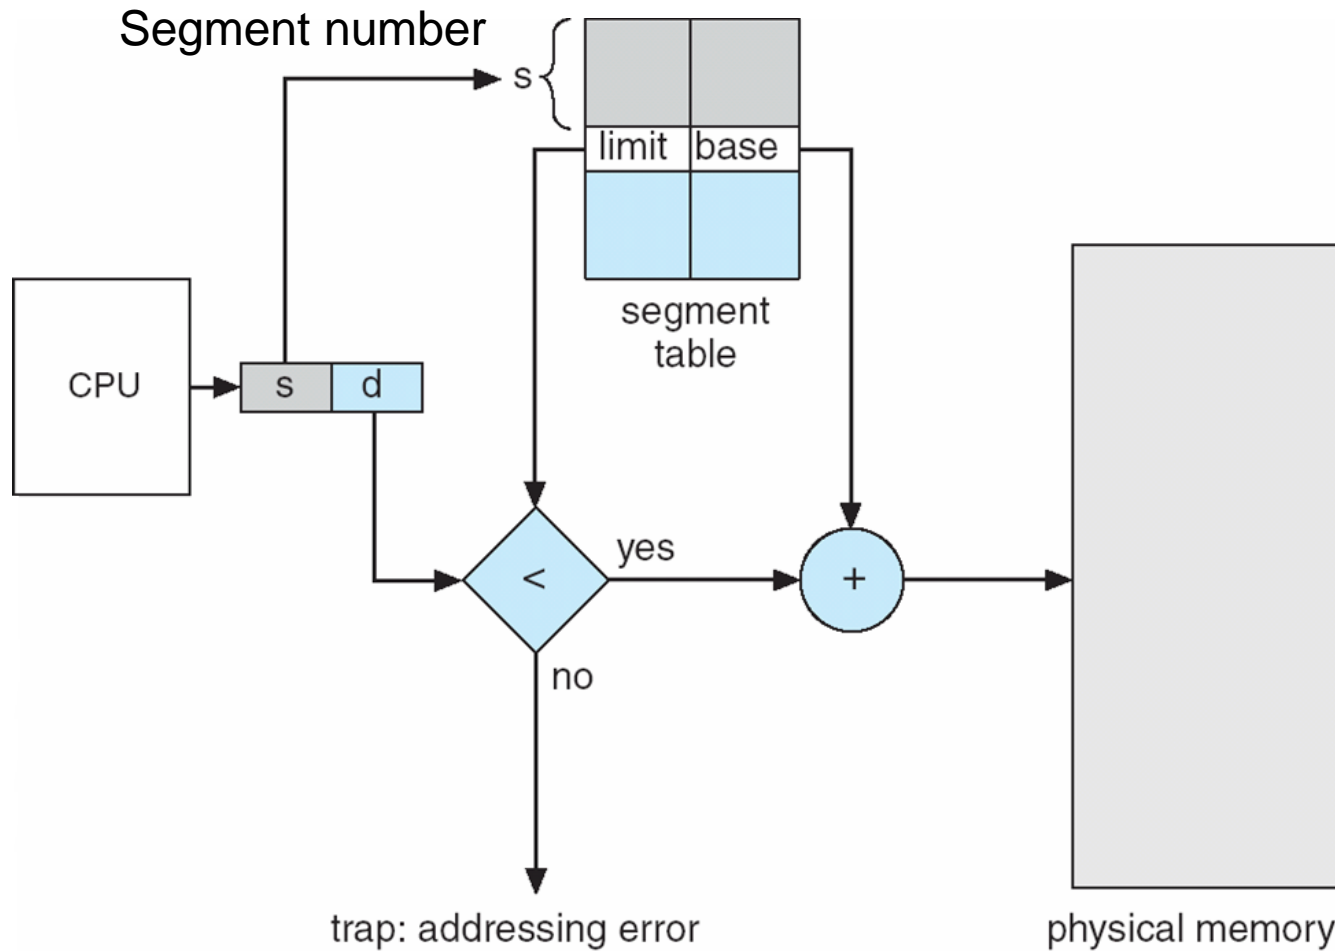 Segment number
s
limit base
segment
table
CPU
s d
<
yes
+
no
trap: addressing error
physical memory